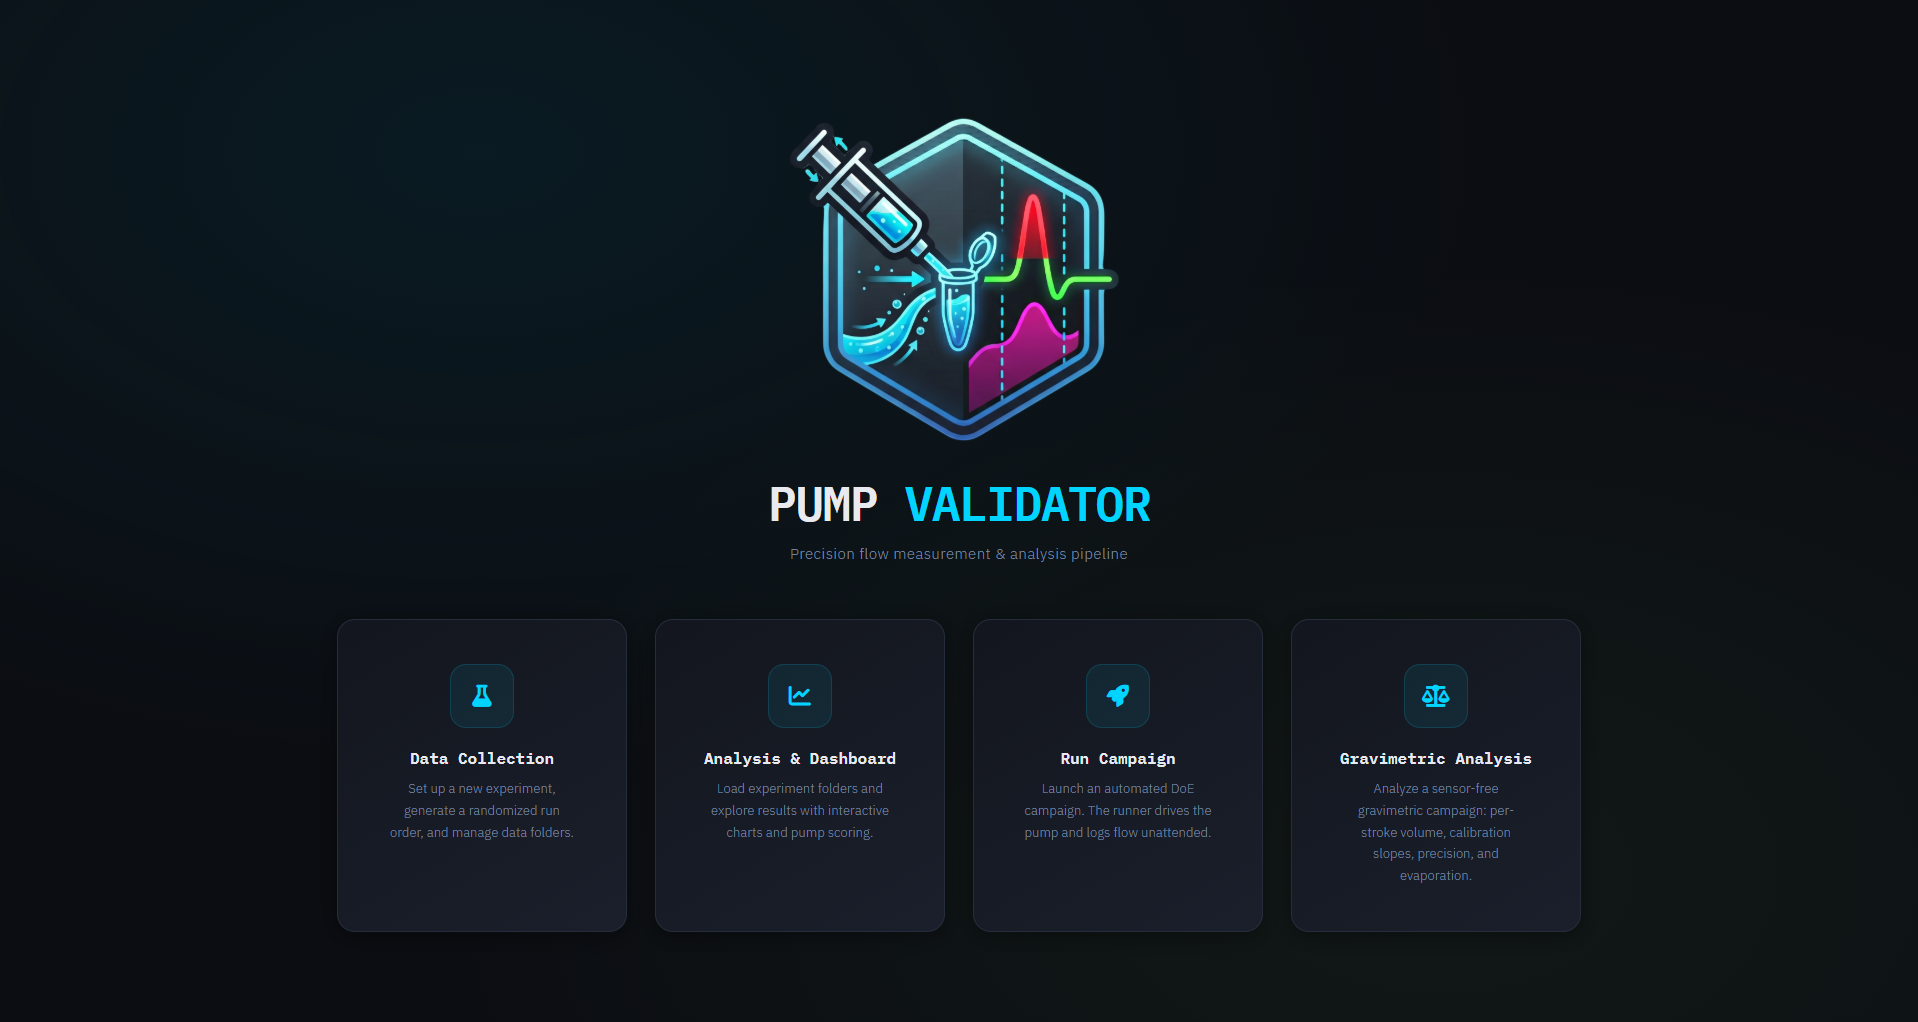 PUMP VALIDATOR
Precision flow measurement & analysis pipeline
Data Collection
Set up a new experiment,
generate a randomized run
order, and manage data folders.
Analysis & Dashboard
Load experiment folders and
explore results with interactive
charts and pump scoring.
Run Campaign
Launch an automated DoE
campaign. The runner drives the
pump and logs flow unattended.
Gravimetric Analysis
Analyze a sensor-free
gravimetric campaign: per-
stroke volume, calibration
slopes, precision, and
evaporation.